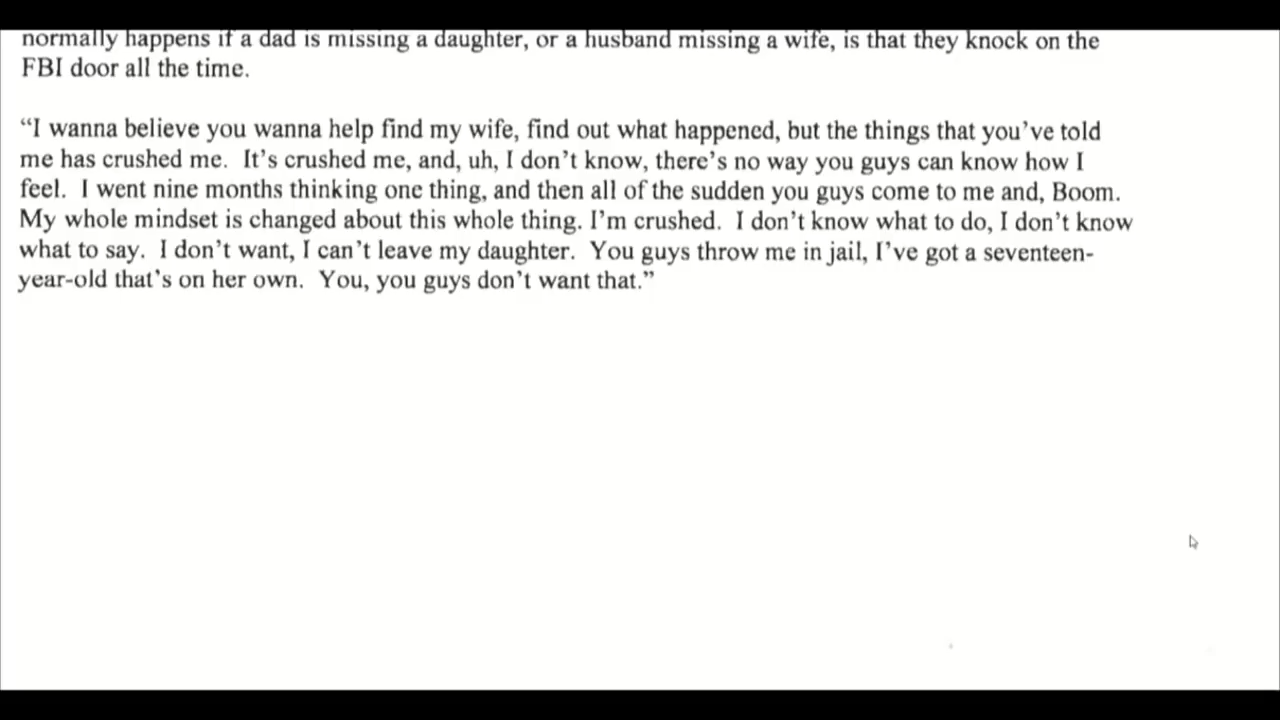 normally happens if a dad is missing a daughter, or a husband missing a wife, is that they knock on the
FBI door all the time.
“I wanna believe you wanna help find my wife, find out what happened, but the things that you’ve told
me has crushed me.  It’s crushed me, and, uh, I don’t know, there’s no way you guys can know how I
feel.  I went nine months thinking one thing, and then all of the sudden you guys come to me and, Boom.
My whole mindset is changed about this whole thing. I’m crushed.  I don’t know what to do, I don’t know
what to say.  I don’t want, I can’t leave my daughter.  You guys throw me in jail, I’ve got a seventeen-
year-old that’s on her own.  You, you guys don’t want that.”